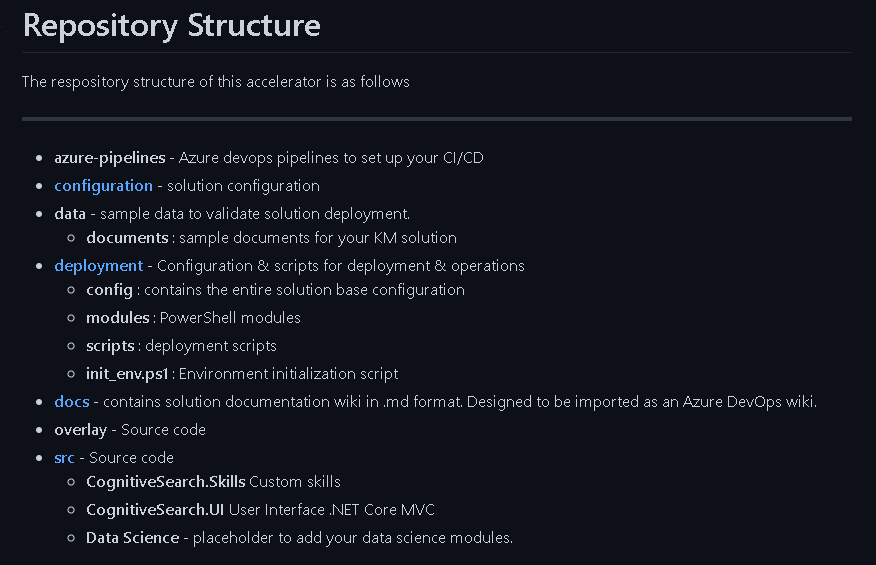 Repository Structure
The respository structure of this accelerator is as follows
azure-pipelines - Azure devops pipelines to set up your CI/CD
configuration - solution configuration
data - sample data to validate solution deployment.
documents : sample documents for your KM solution
deployment - Configuration & scripts for deployment & operations
config : contains the entire solution base configuration
modules : PowerShell modules
scripts : deployment scripts
init_env.ps1 : Environment initialization script
docs - contains solution documentation wiki in .md format. Designed to be imported as an Azure DevOps wiki.
overlay - Source code
src - Source code
CognitiveSearch.Skills Custom skills
CognitiveSearch.UI User Interface .NET Core MVC
Data Science - placeholder to add your data science modules.